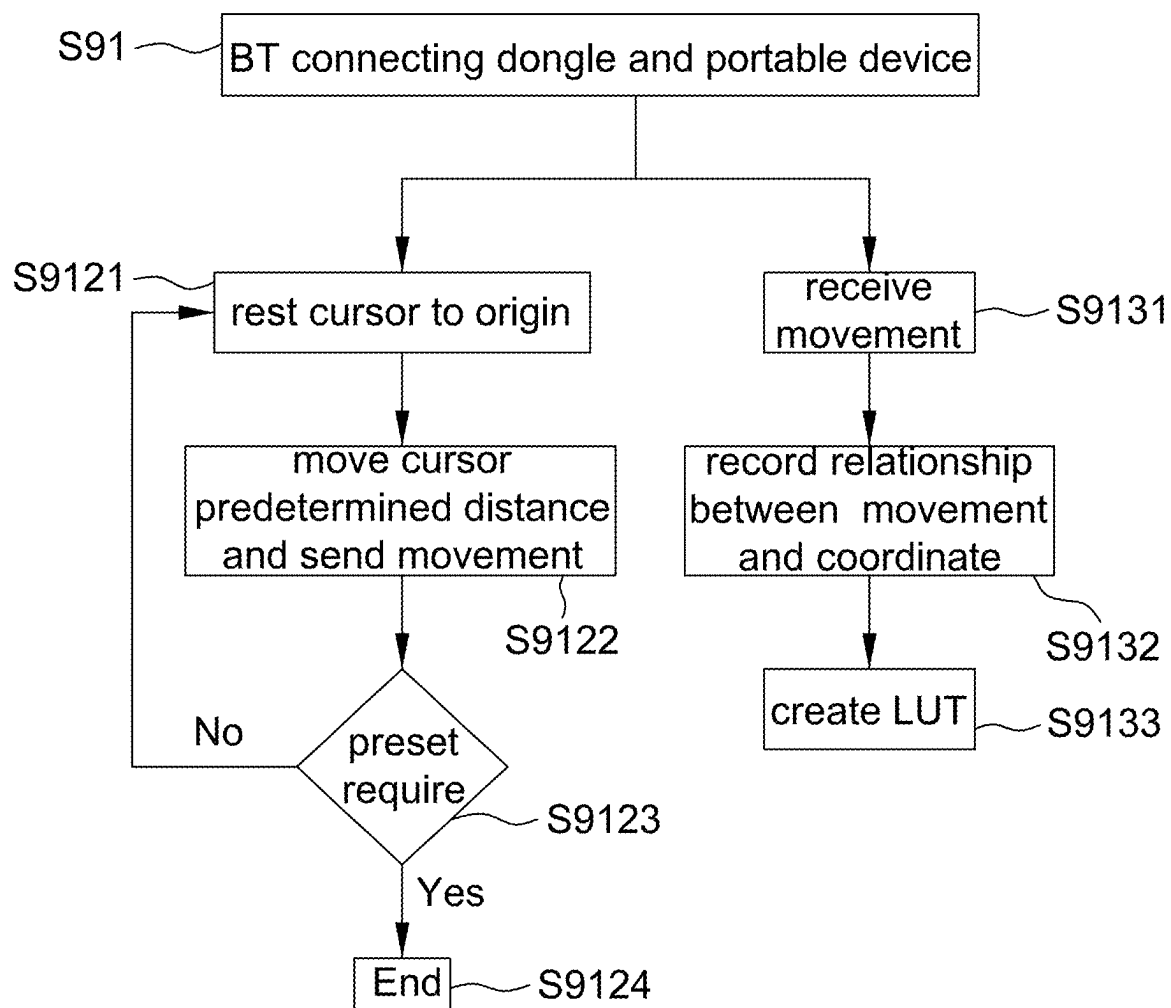 S91
BT connecting dongle and portable device
S9121
rest cursor to origin
receive
movement
S9131
move cursor
predetermined distance
and send movement
S9122
record relationship
between movement
and coordinate
S9132
No
preset
require
S9123
create LUT
S9133
Yes
End
S9124